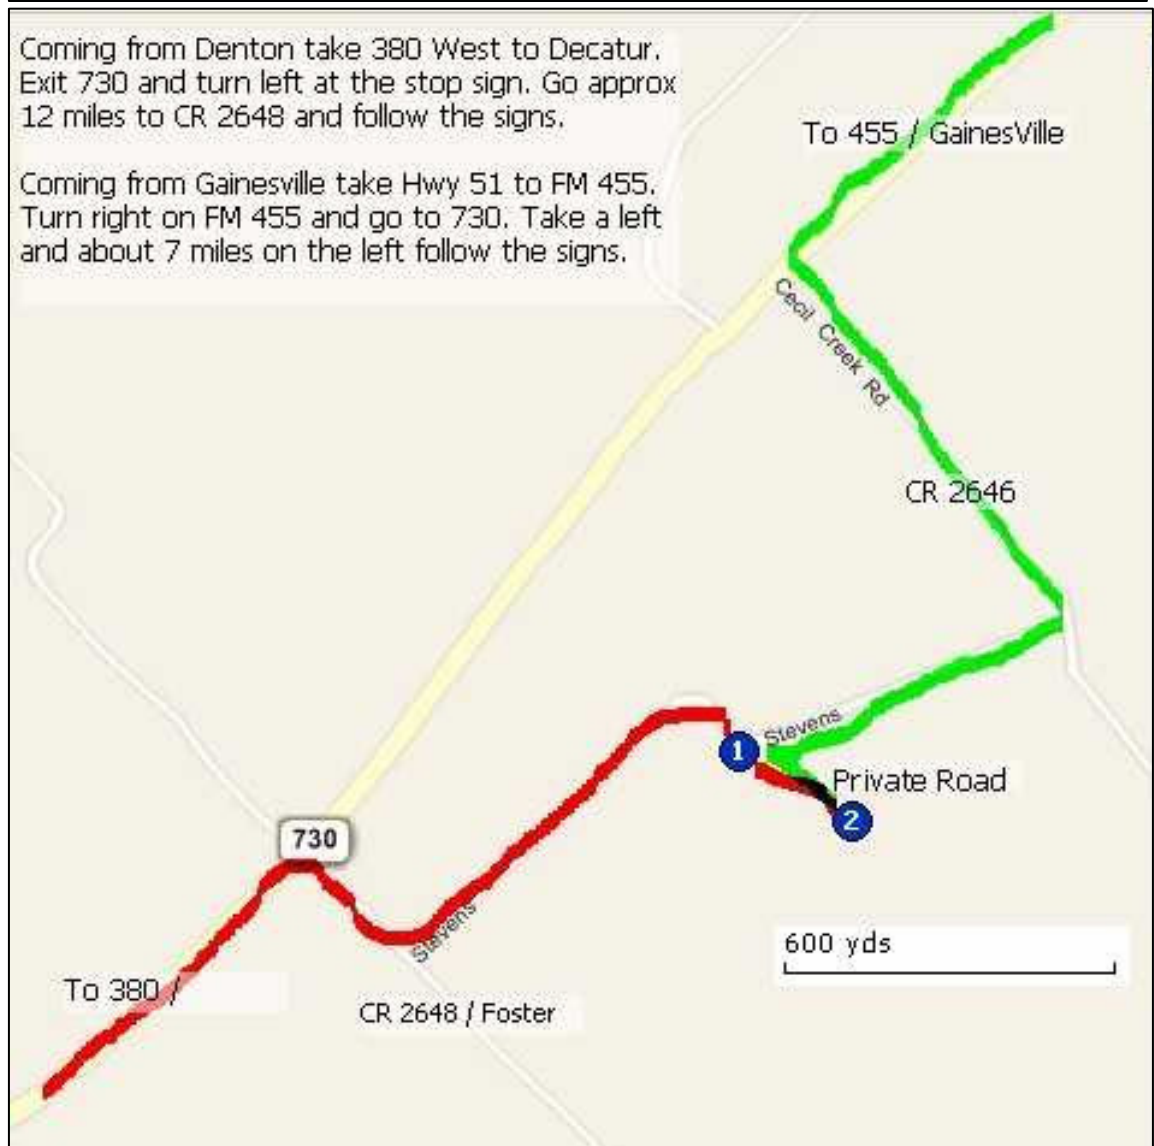 Coming from Denton take 380 West to Decatur.
Exit 730 and turn left at the stop sign. Go approx
12 miles to CR 2648 and follow the signs.
Coming from Gainesville take Hwy 51 to FM 455.
Turn right on FM 455 and go to 730. Take a left
and about 7 miles on the left follow the signs.
To 455 / GainesVille
Cecil Creek Rd
CR 2646
Stevens
1
Private Road
2
730
Stevens
600 yds
To 380 /
CR 2648 / Foster